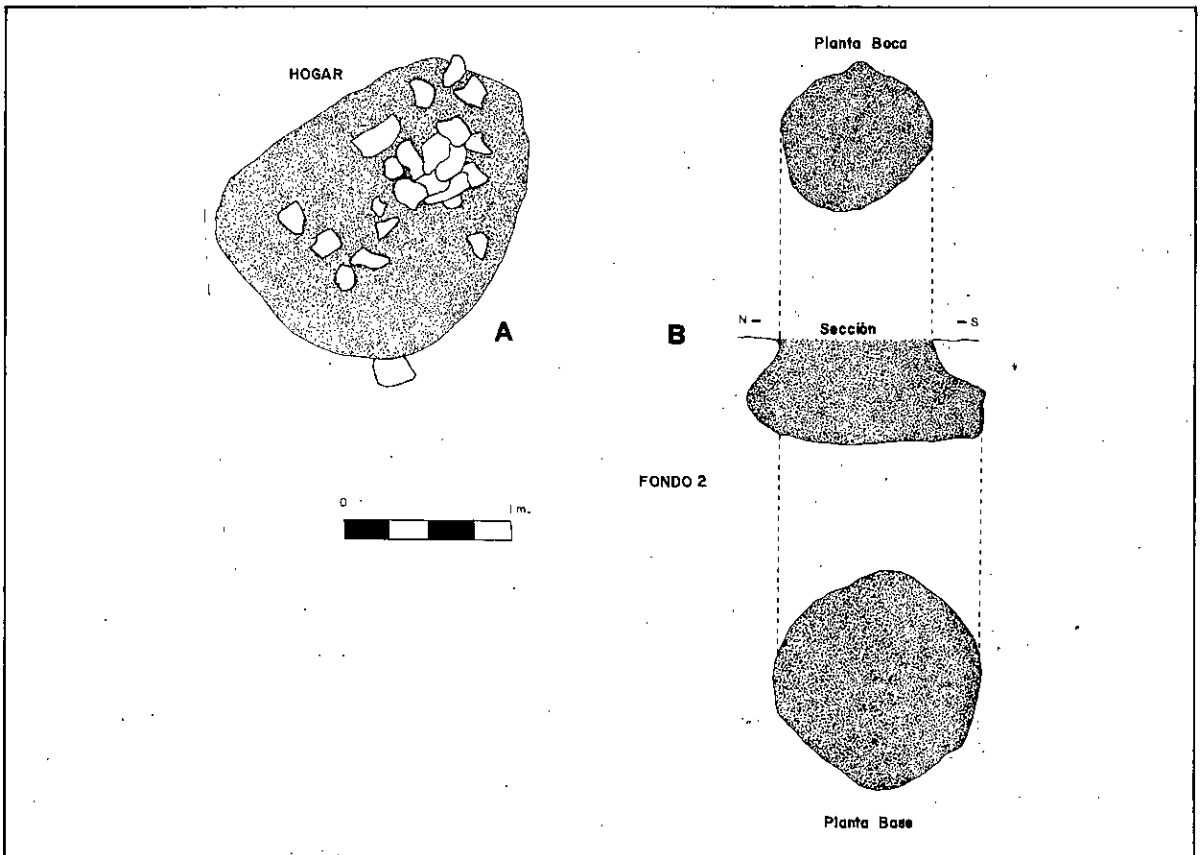 HOGAR
A
0 1 m.
Planta Boca
B
N – Sección – S
FONDO 2
Planta Base